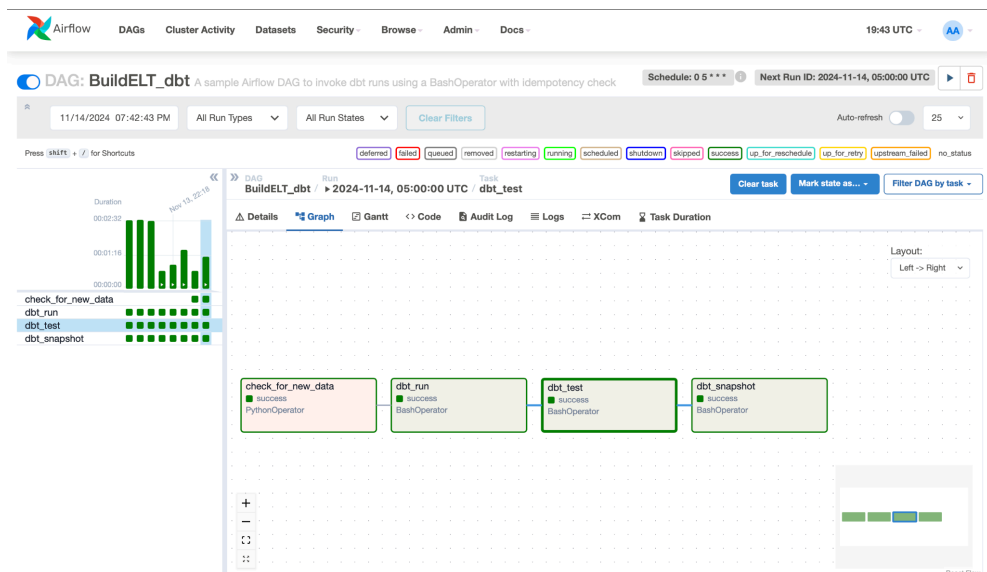 Airflow DAGs Cluster Activity Datasets Security Browse Admin Docs 19:43 UTC AA
DAG: BuildELT_dbt A sample Airflow DAG to invoke dbt runs using a BashOperator with idempotency check Schedule: 0 5 * * * Next Run ID: 2024-11-14, 05:00:00 UTC
11/14/2024 07:42:43 PM All Run Types All Run States Clear Filters Auto-refresh 25
Press shift + / for Shortcuts deferred failed queued removed restarting running scheduled shutdown skipped success up_for_reschedule up_for_retry upstream_failed no_status
DAG Run Task
BuildELT_dbt / 2024-11-14, 05:00:00 UTC / dbt_test
Clear task Mark state as... Filter DAG by task
Details Graph Gantt Code Audit Log Logs XCom Task Duration
Duration
Nov 13, 22:18
00:02:32
00:01:16
00:00:00
check_for_new_data
dbt_run
dbt_test
dbt_snapshot
Layout:
Left -> Right
check_for_new_data
success
PythonOperator
dbt_run
success
BashOperator
dbt_test
success
BashOperator
dbt_snapshot
success
BashOperator